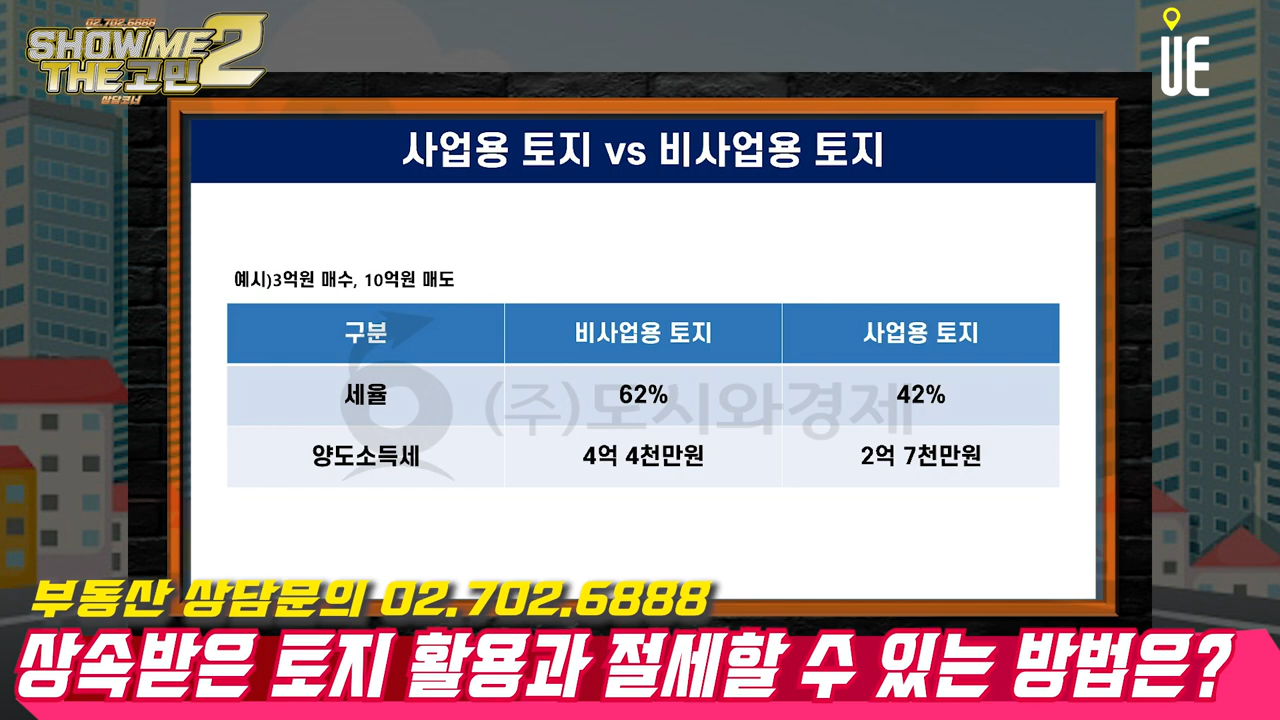 02.702.6888
SHOW ME
THE고민2
상담코너
UE
사업용 토지 vs 비사업용 토지
예시)3억원 매수, 10억원 매도
구분 비사업용 토지 사업용 토지
세율 62% 42%
양도소득세 4억 4천만원 2억 7천만원
(주)도시와경제
부동산 상담문의 02.702.6888
상속받은 토지 활용과 절세할 수 있는 방법은?